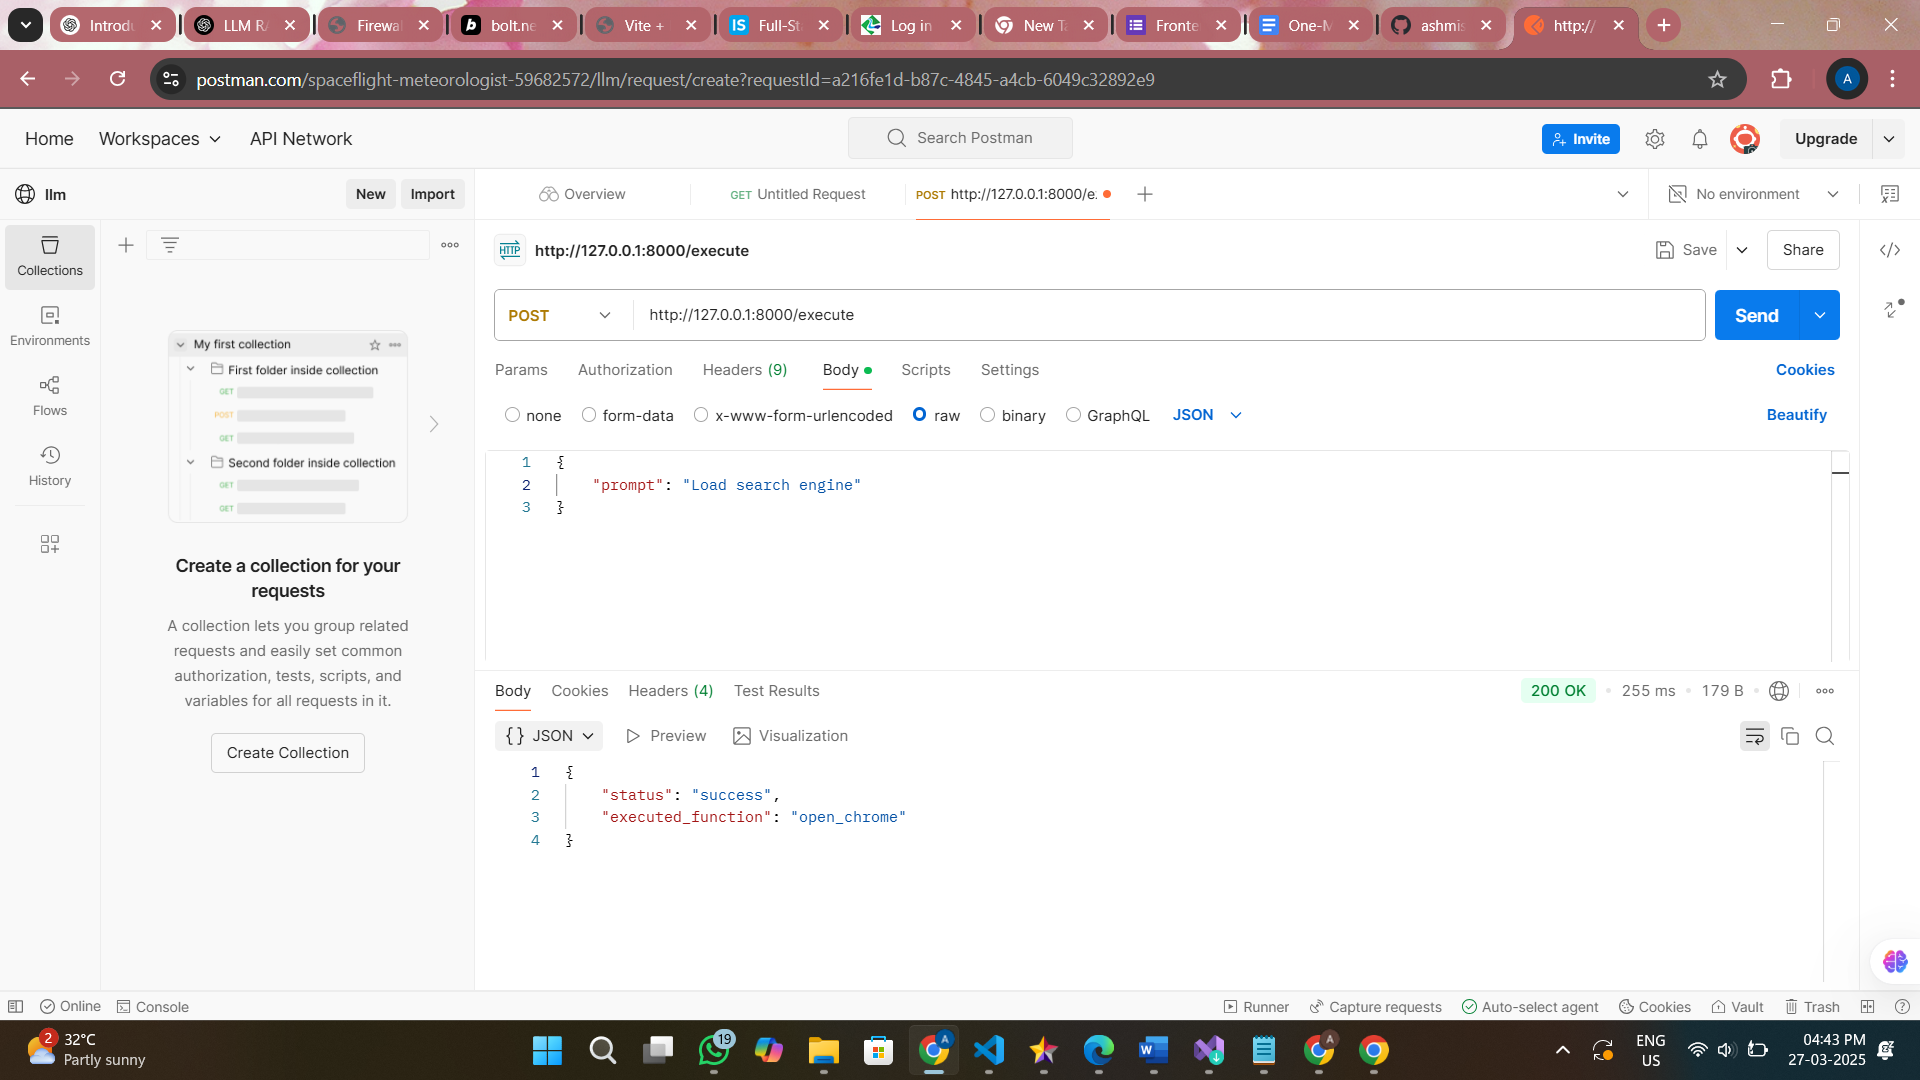 Introdu
LLM RA
Firewal
bolt.ne
Vite +
Full-St
Log in
New Ta
Fronte
One-M
ashmis
http:/
postman.com/spaceflight-meteorologist-59682572/llm/request/create?requestId=a216fe1d-b87c-4845-a4cb-6049c32892e9
A
Home Workspaces API Network
Search Postman
Invite
Upgrade
llm
New Import
Overview
GET Untitled Request
POST http://127.0.0.1:8000/e
No environment
Collections
Environments
Flows
History
My first collection
First folder inside collection
GET
POST
GET
Second folder inside collection
GET
GET
Create a collection for your
requests
A collection lets you group related
requests and easily set common
authorization, tests, scripts, and
variables for all requests in it.
Create Collection
HTTP http://127.0.0.1:8000/execute
Save Share
POST http://127.0.0.1:8000/execute
Send
Params Authorization Headers (9) Body Scripts Settings
Cookies
none form-data x-www-form-urlencoded raw binary GraphQL JSON
Beautify
1 {
2 "prompt": "Load search engine"
3 }
Body Cookies Headers (4) Test Results
200 OK • 255 ms • 179 B
{} JSON Preview Visualization
1 {
2 "status": "success",
3 "executed_function": "open_chrome"
4 }
Online Console
Runner Capture requests Auto-select agent Cookies Vault Trash
2
32°C
Partly sunny
19
A
A
ENG
US
04:43 PM
27-03-2025